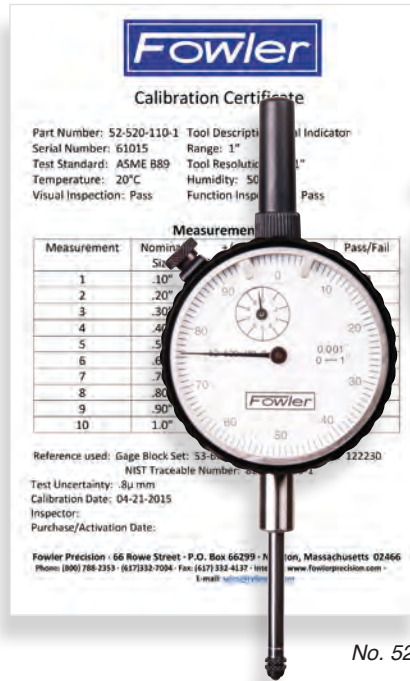 Fowler
Calibration Certificate
Part Number: 52-520-110-1 Tool Indicator
Serial Number: 61015 Range: 1"
Test Standard: ASME B89 Tool
Temperature: 20°C Humidity:
Visual Inspection: Pass Function Pass
Measurement
Measurement Pass/Fail
1 .10"
2 .20"
3
4
5
6
7
8
9 .90"
10 1.0"
0
90 10
80 20
70 30
60 40
50
0.001
0—1"
Fowler
Reference used: Gage Block Set: 122230
NIST Traceable Number:
Test Uncertainty: .8µ mm
Calibration Date: 04-21-2015
Inspector:
Purchase/Activation Date:
Fowler Precision · 66 Rowe Street · P.O. Box 66299 · Massachusetts 02466
Phone: (800) 788-2353 · (617)332-7004 · Fax: (617) 332-4137 · www.fowlerprecision.com ·
E-mail:
No. 52